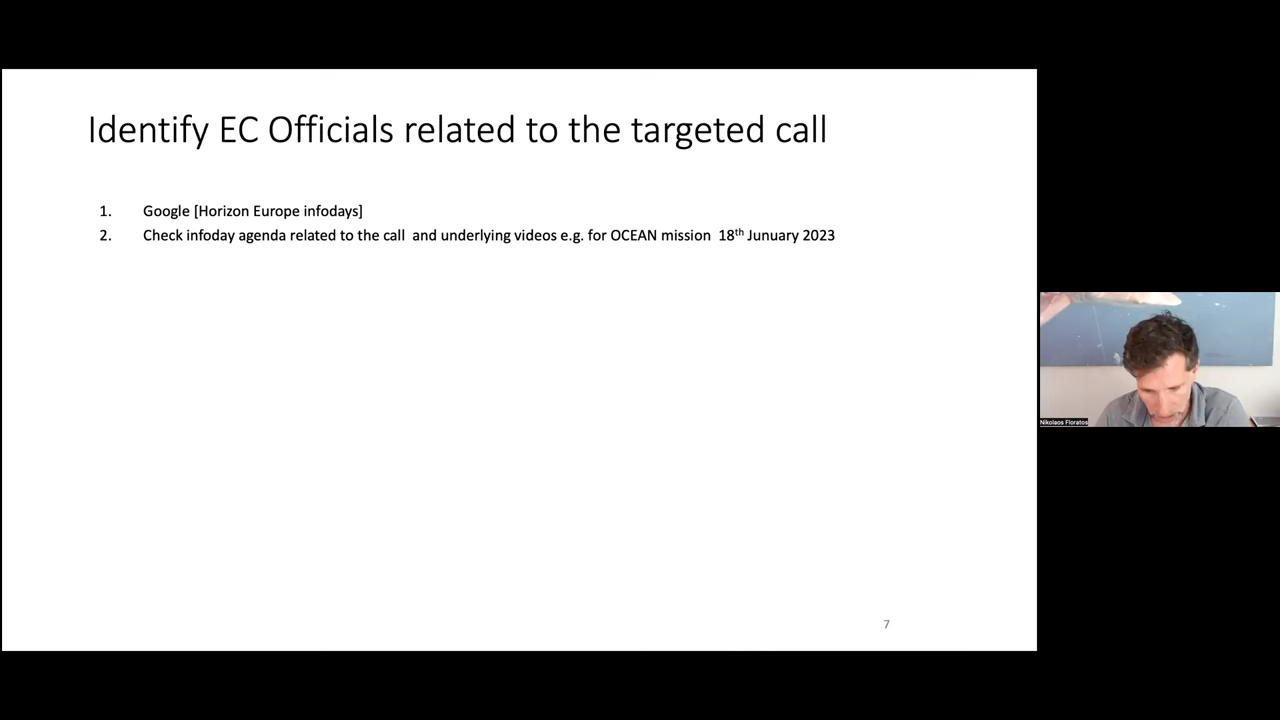 Identify EC Officials related to the targeted call
1. Google [Horizon Europe infodays]
2. Check infoday agenda related to the call and underlying videos e.g. for OCEAN mission 18th Junuary 2023
7
Nikolaos Floratos